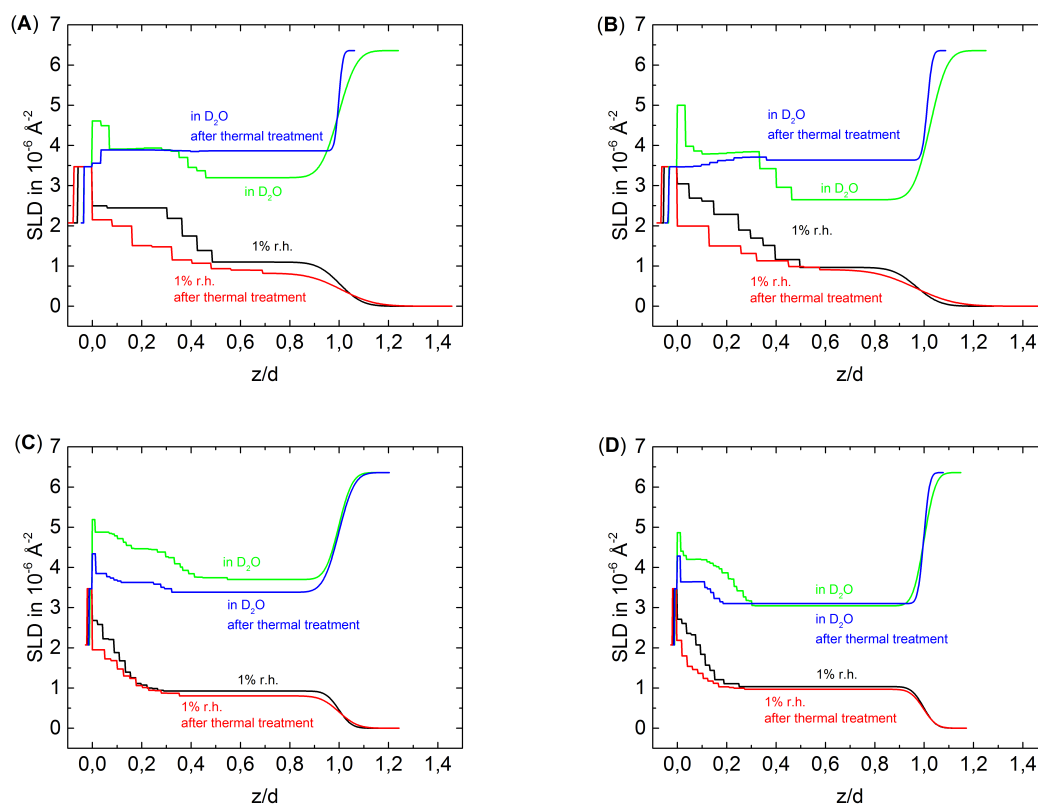 (A)
7
6
5
4
3
2
1
0
SLD in 10⁻⁶ Å⁻²
in D₂O
after thermal treatment
in D₂O
1% r.h.
1% r.h.
after thermal treatment
0,0 0,2 0,4 0,6 0,8 1,0 1,2 1,4
z/d
(B)
7
6
5
4
3
2
1
0
SLD in 10⁻⁶ Å⁻²
in D₂O
after thermal treatment
in D₂O
1% r.h.
1% r.h.
after thermal treatment
0,0 0,2 0,4 0,6 0,8 1,0 1,2 1,4
z/d
(C)
7
6
5
4
3
2
1
0
SLD in 10⁻⁶ Å⁻²
in D₂O
in D₂O
after thermal treatment
1% r.h.
1% r.h.
after thermal treatment
0,0 0,2 0,4 0,6 0,8 1,0 1,2 1,4
z/d
(D)
7
6
5
4
3
2
1
0
SLD in 10⁻⁶ Å⁻²
in D₂O
in D₂O
after thermal treatment
1% r.h.
1% r.h.
after thermal treatment
0,0 0,2 0,4 0,6 0,8 1,0 1,2 1,4
z/d